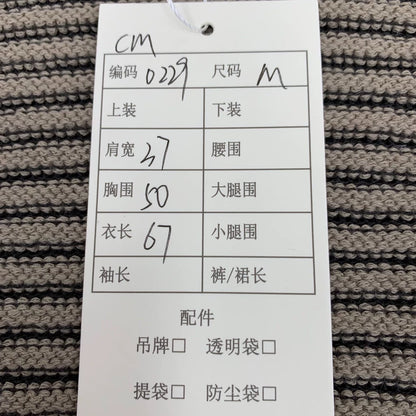 CM
编码 0229 尺码 M
上装 下装
肩宽 37 腰围
胸围 50 大腿围
衣长 67 小腿围
袖长 裤/裙长
配件
吊牌□ 透明袋□
提袋□ 防尘袋□